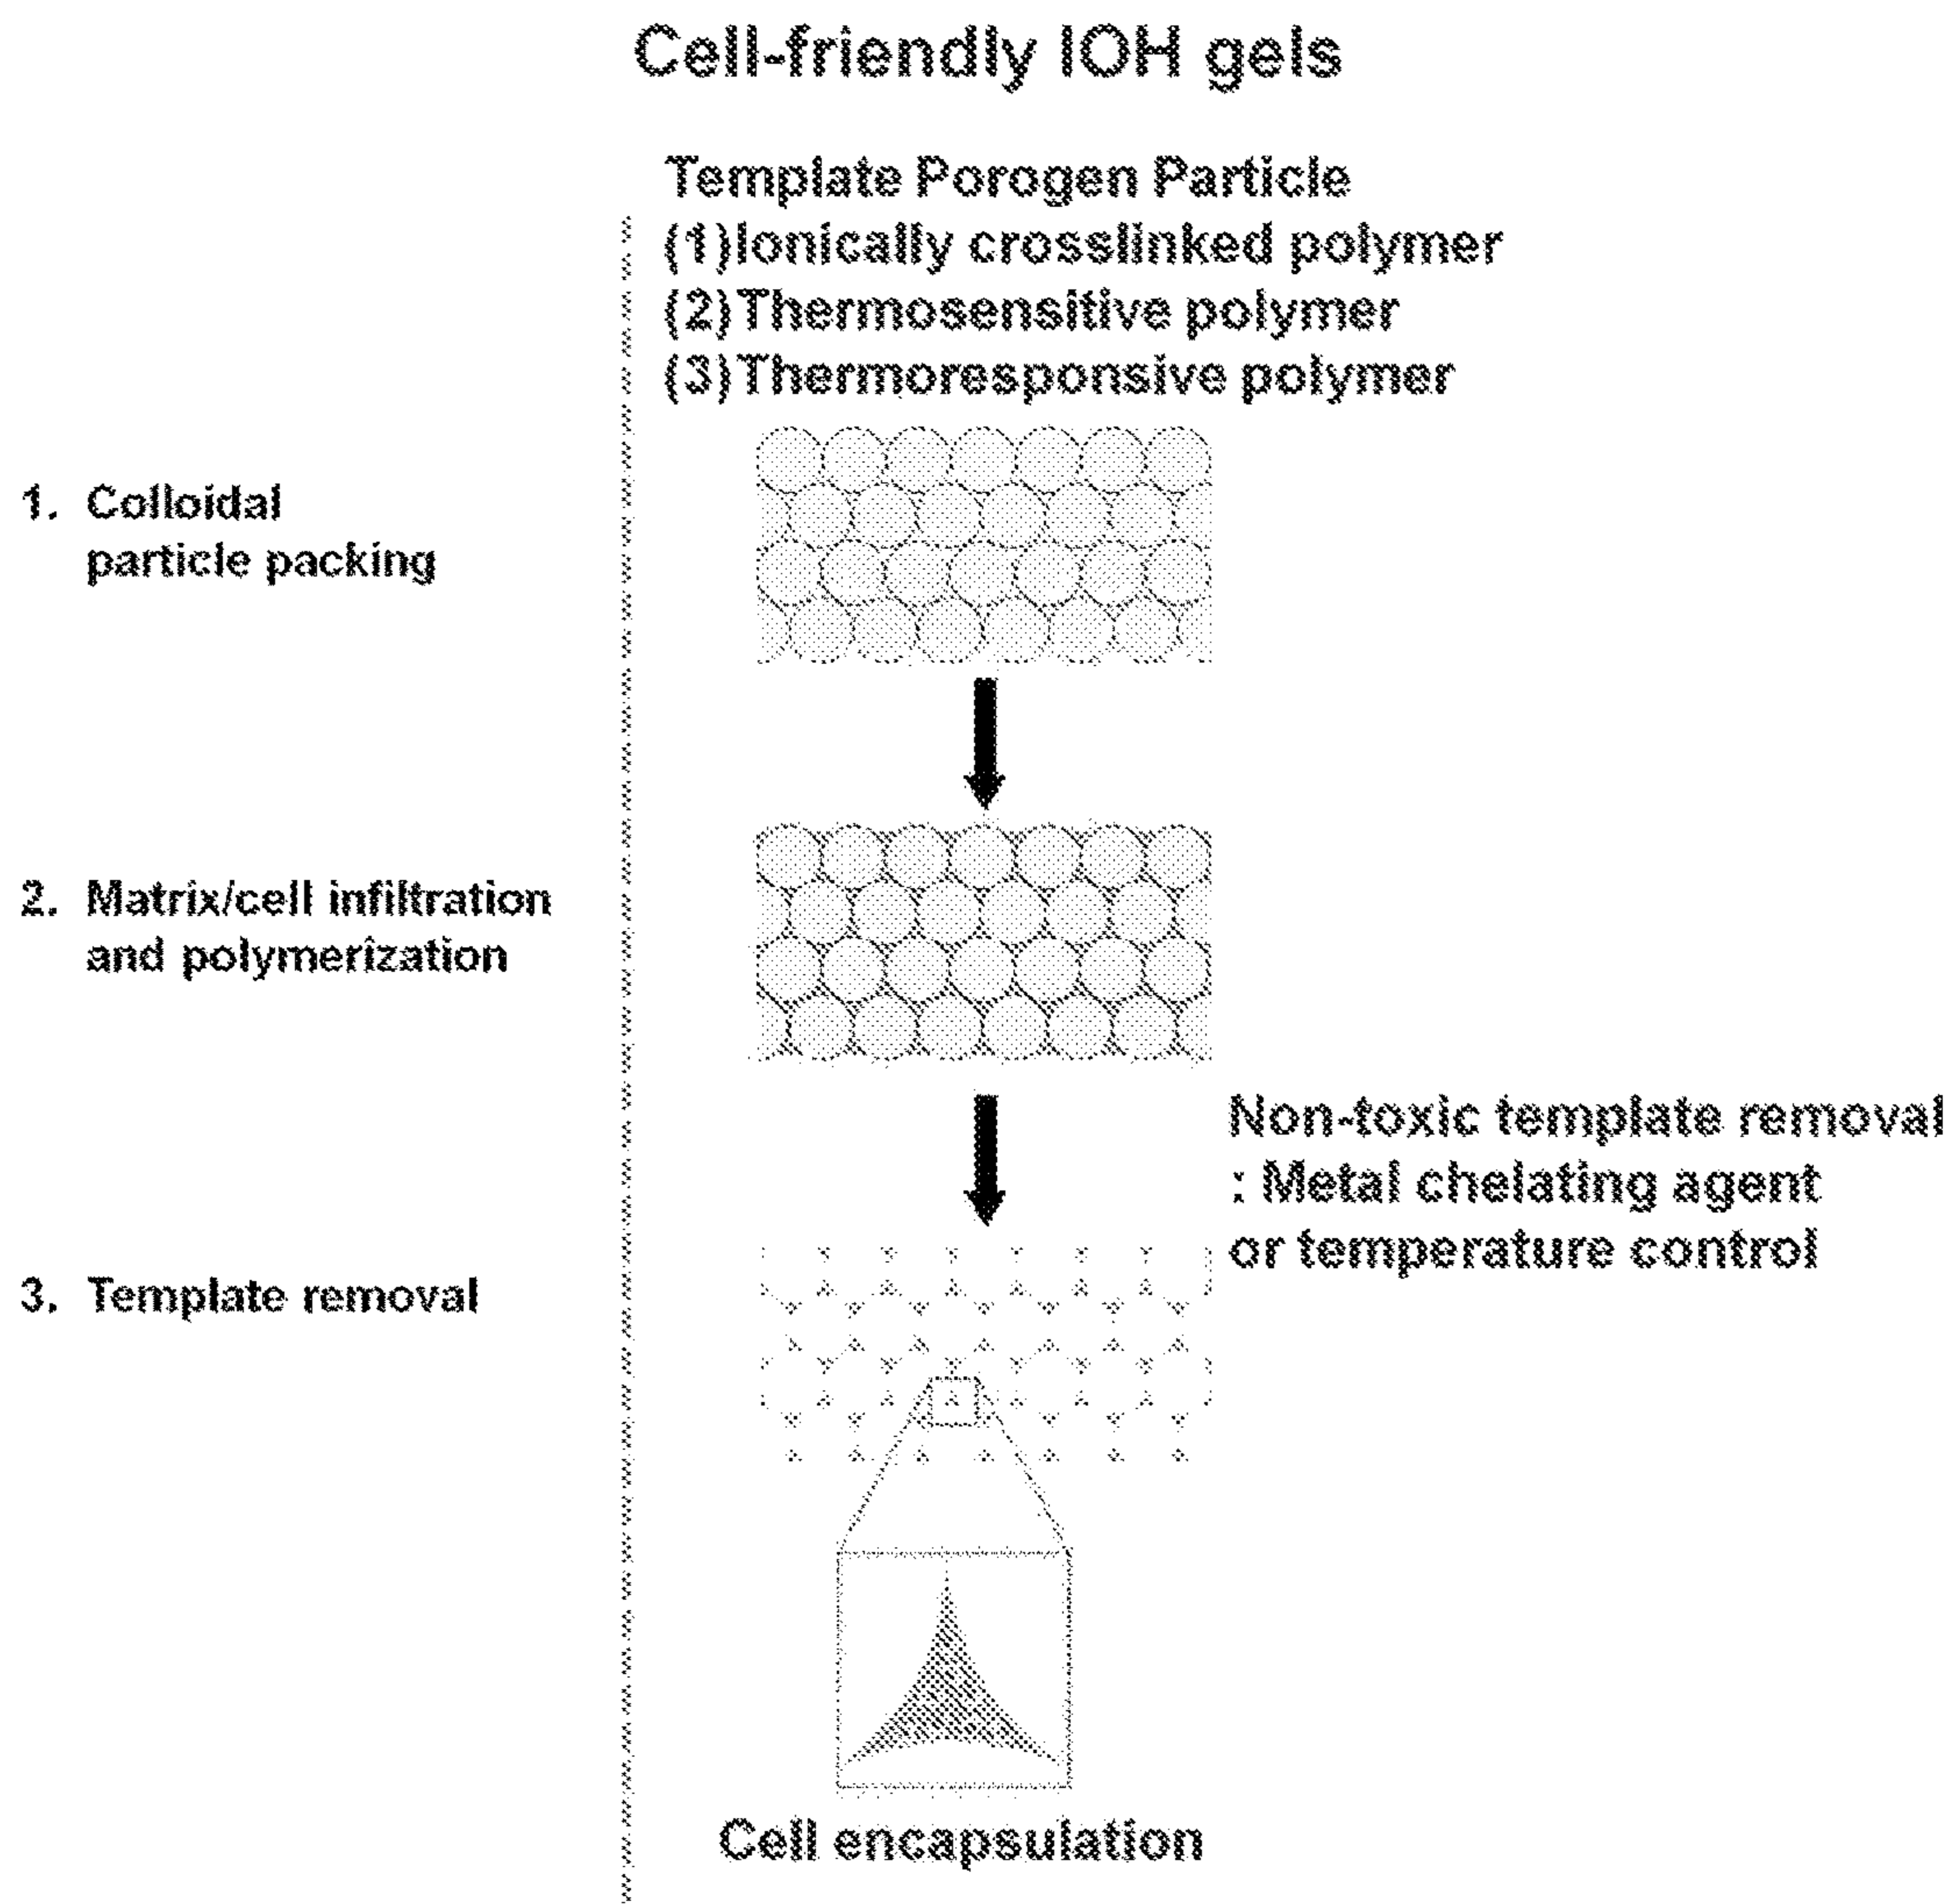 Cell-friendly IOH gels
Template Porogen Particle
(1)Ionically crosslinked polymer
(2)Thermosensitive polymer
(3)Thermoresponsive polymer
1. Colloidal
particle packing
2. Matrix/cell infiltration
and polymerization
Non-toxic template removal
: Metal chelating agent
or temperature control
3. Template removal
Cell encapsulation